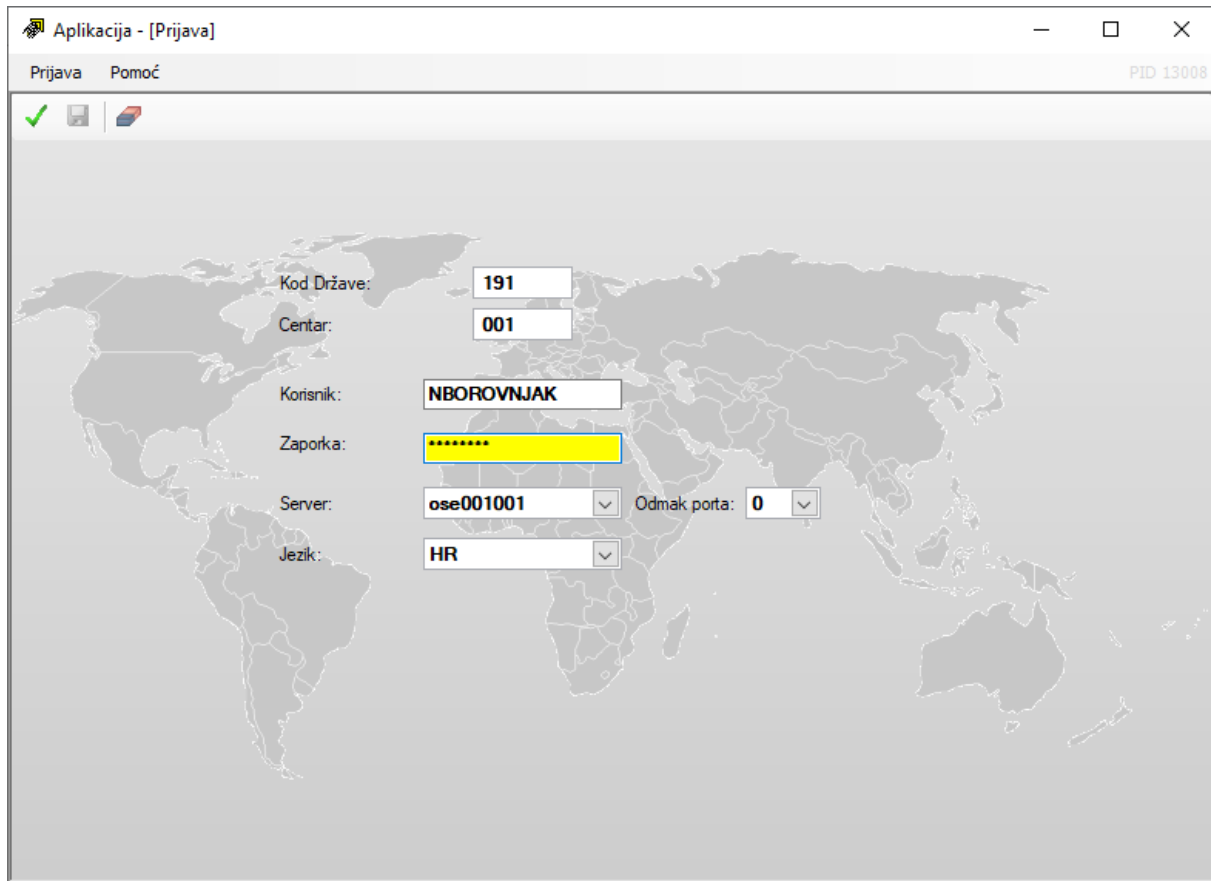 Aplikacija - [Prijava]
Prijava Pomoć PID 13008
Kod Države: 191
Centar: 001
Korisnik: NBOROVNJAK
Zaporka: ********
Server: ose001001 Odmak porta: 0
Jezik: HR